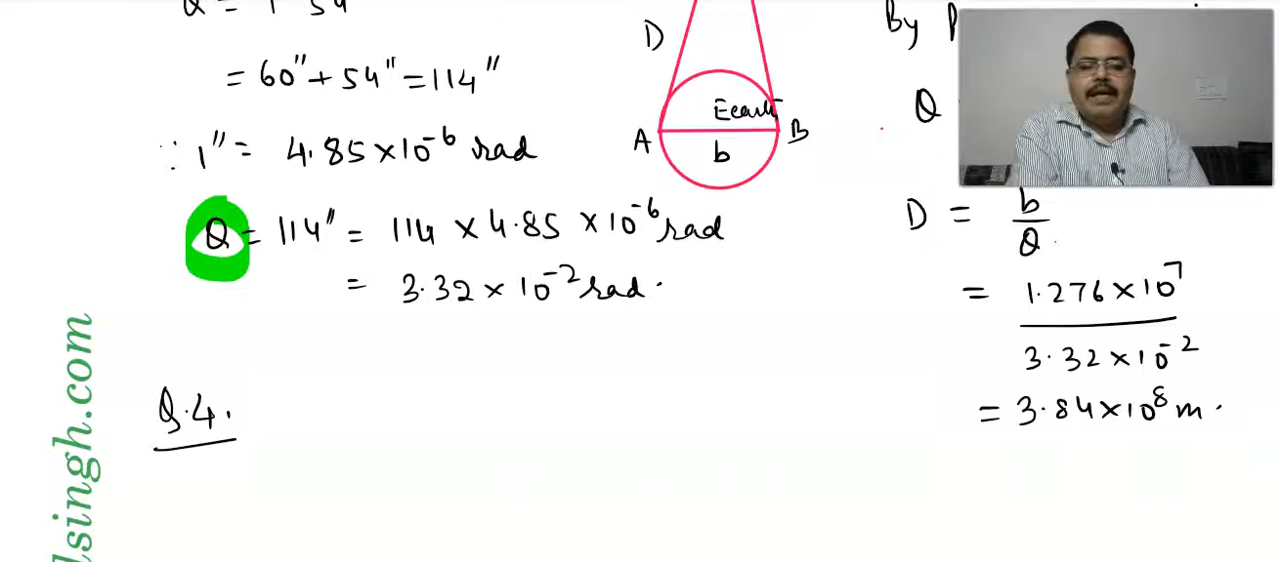 = 60" + 54" = 114"
∵ 1" = 4.85 × 10⁻⁶ rad
θ = 114" = 114 × 4.85 × 10⁻⁶ rad
= 3.32 × 10⁻² rad.
Q.4.
D
Earth
A
B
b
By P
θ
D = b/θ
= 1.276 × 10⁷ / 3.32 × 10⁻²
= 3.84 × 10⁸ m.
lsingh.com